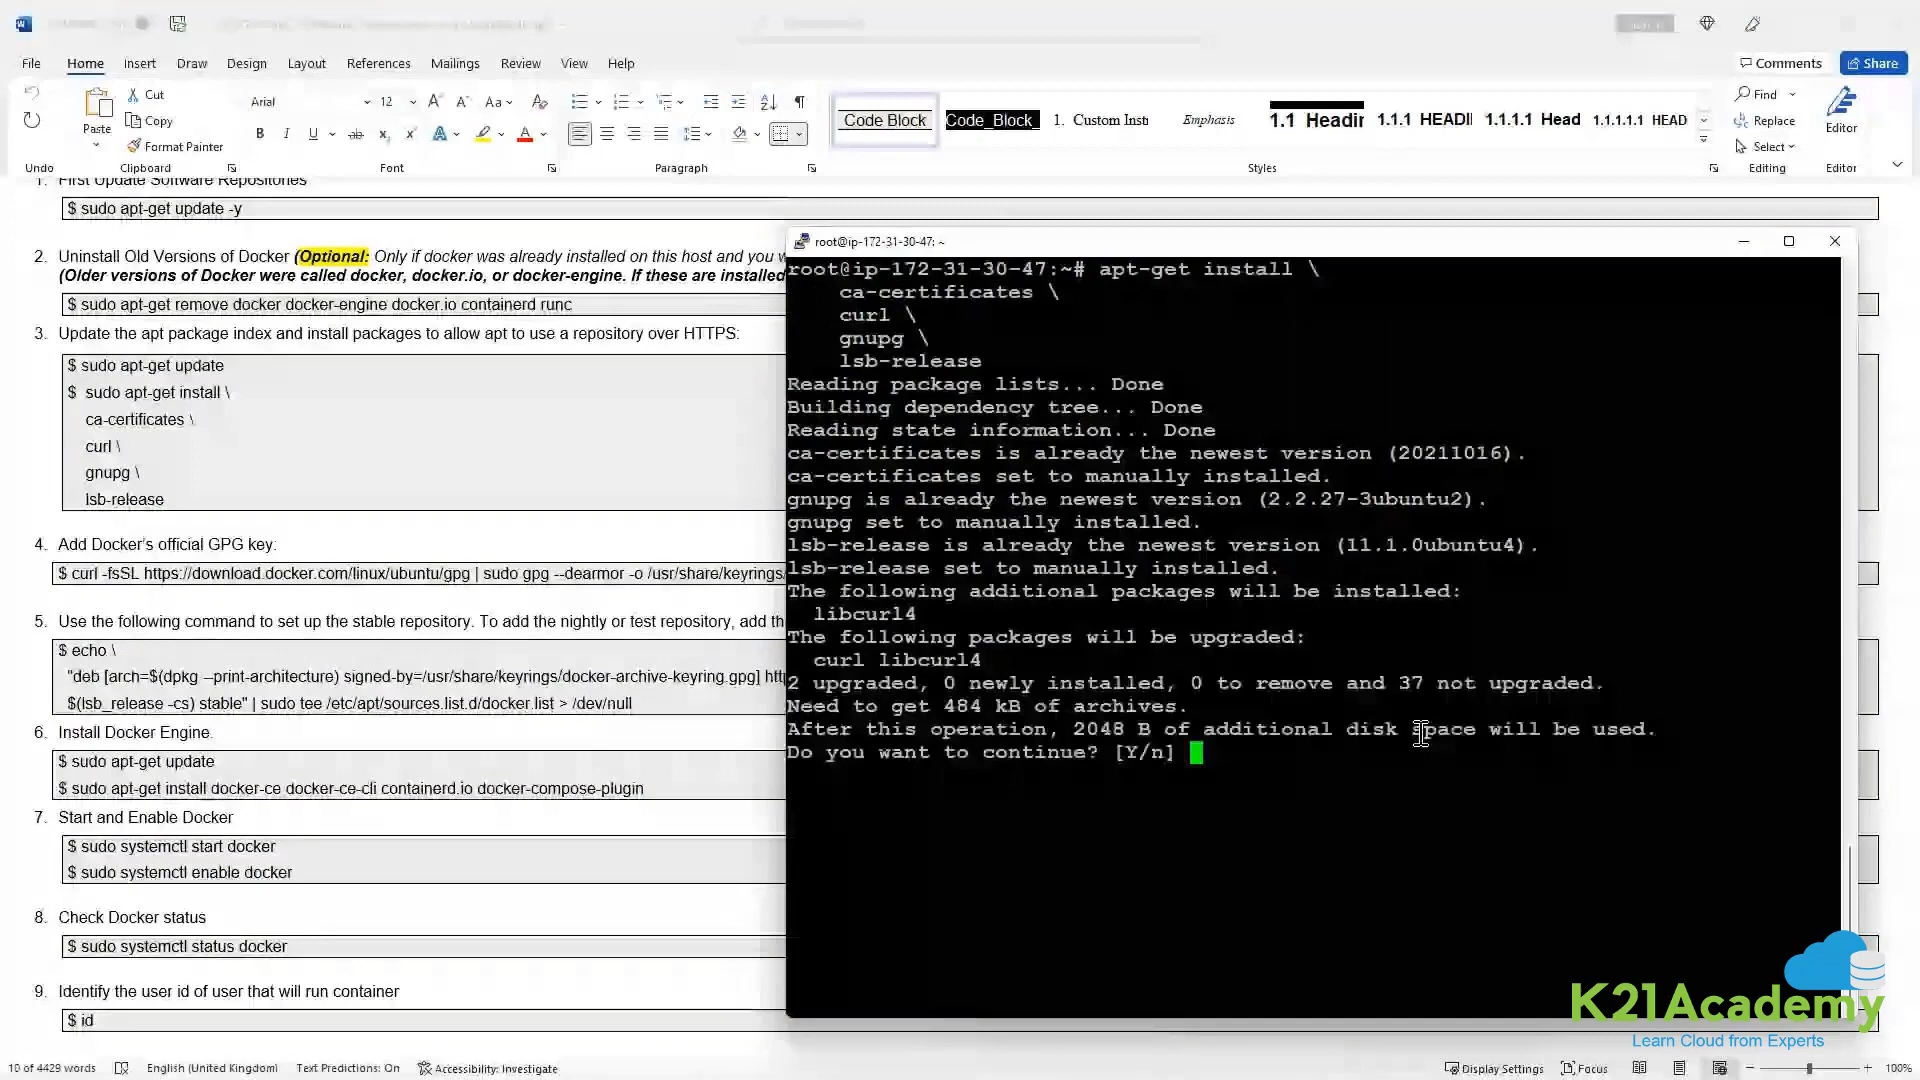 File Home Insert Draw Design Layout References Mailings Review View Help
Comments Share
Paste Cut Copy Format Painter
Arial 12 Aa
Code Block Code_Block_ 1. Custom Insti Emphasis 1.1 Headir 1.1.1 HEADII 1.1.1.1 Head 1.1.1.1.1 HEAD
Find Replace Select Editor
Undo Clipboard Font Paragraph Styles Editing Editor
1. First Update Software Repositories
$ sudo apt-get update -y
2. Uninstall Old Versions of Docker (Optional: Only if docker was already installed on this host and you w
(Older versions of Docker were called docker, docker.io, or docker-engine. If these are installed
$ sudo apt-get remove docker docker-engine docker.io containerd runc
3. Update the apt package index and install packages to allow apt to use a repository over HTTPS:
$ sudo apt-get update
$ sudo apt-get install \
ca-certificates \
curl \
gnupg \
lsb-release
4. Add Docker’s official GPG key:
$ curl -fsSL https://download.docker.com/linux/ubuntu/gpg | sudo gpg --dearmor -o /usr/share/keyrings/
5. Use the following command to set up the stable repository. To add the nightly or test repository, add th
$ echo \
"deb [arch=$(dpkg --print-architecture) signed-by=/usr/share/keyrings/docker-archive-keyring.gpg] htt
$(lsb_release -cs) stable" | sudo tee /etc/apt/sources.list.d/docker.list > /dev/null
6. Install Docker Engine.
$ sudo apt-get update
$ sudo apt-get install docker-ce docker-ce-cli containerd.io docker-compose-plugin
7. Start and Enable Docker
$ sudo systemctl start docker
$ sudo systemctl enable docker
8. Check Docker status
$ sudo systemctl status docker
9. Identify the user id of user that will run container
$ id
root@ip-172-31-30-47: ~
root@ip-172-31-30-47:~# apt-get install \
ca-certificates \
curl \
gnupg \
lsb-release
Reading package lists... Done
Building dependency tree... Done
Reading state information... Done
ca-certificates is already the newest version (20211016).
ca-certificates set to manually installed.
gnupg is already the newest version (2.2.27-3ubuntu2).
gnupg set to manually installed.
lsb-release is already the newest version (11.1.0ubuntu4).
lsb-release set to manually installed.
The following additional packages will be installed:
libcurl4
The following packages will be upgraded:
curl libcurl4
2 upgraded, 0 newly installed, 0 to remove and 37 not upgraded.
Need to get 484 kB of archives.
After this operation, 2048 B of additional disk space will be used.
Do you want to continue? [Y/n]
K21Academy
Learn Cloud from Experts
10 of 4429 words English (United Kingdom) Text Predictions: On Accessibility: Investigate Display Settings Focus 100%